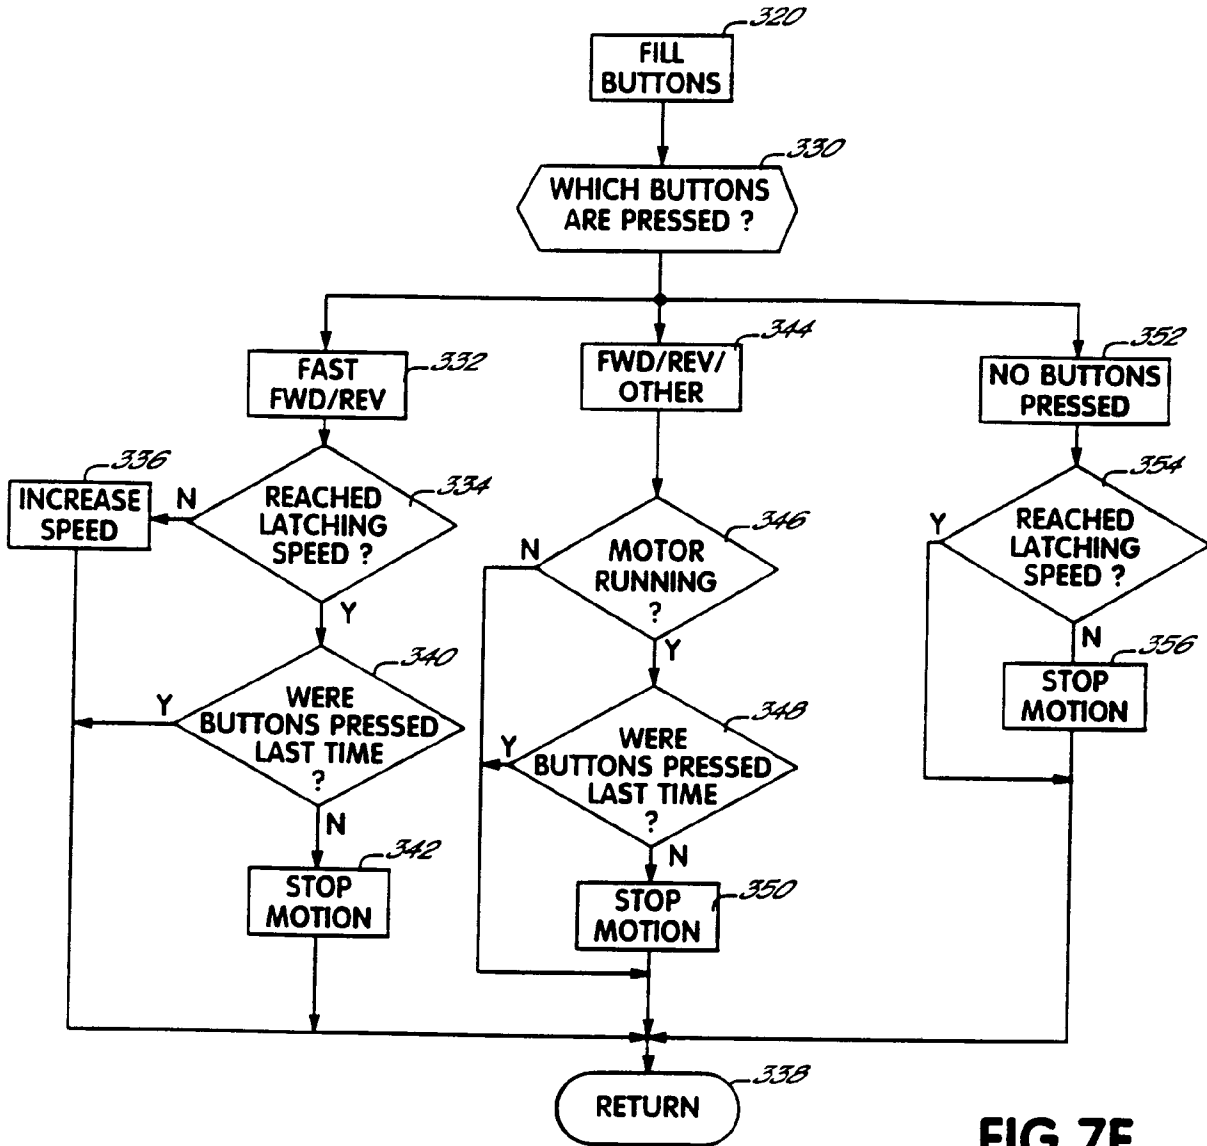 320
FILL
BUTTONS
330
WHICH BUTTONS
ARE PRESSED ?
332
FAST
FWD/REV
344
FWD/REV/
OTHER
352
NO BUTTONS
PRESSED
336
INCREASE
SPEED
N
334
REACHED
LATCHING
SPEED ?
Y
346
N
MOTOR
RUNNING
?
Y
354
Y
REACHED
LATCHING
SPEED ?
N
340
Y
WERE
BUTTONS PRESSED
LAST TIME
?
N
348
Y
WERE
BUTTONS PRESSED
LAST TIME
?
N
356
STOP
MOTION
342
STOP
MOTION
350
STOP
MOTION
338
RETURN
FIG.7F